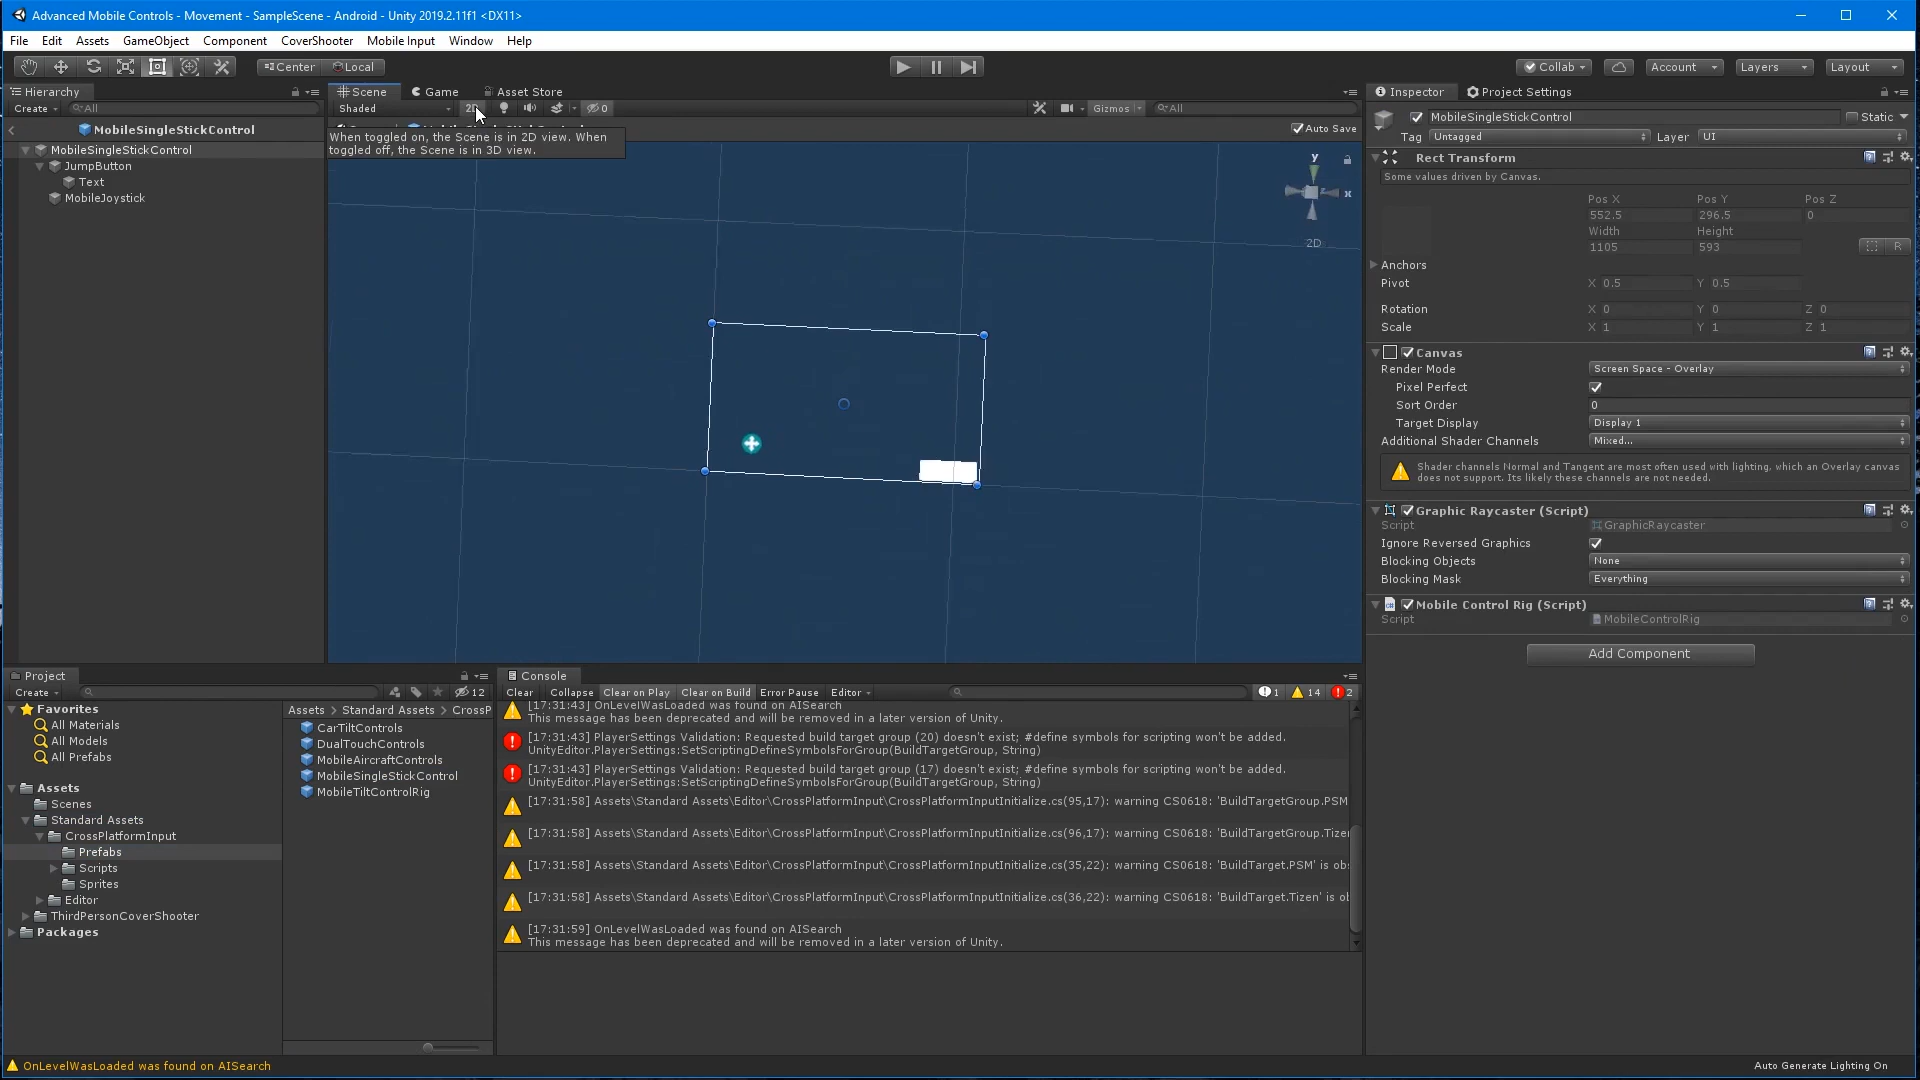 Advanced Mobile Controls - Movement - SampleScene - Android - Unity 2019.2.11f1 <DX11>
File Edit Assets GameObject Component CoverShooter Mobile Input Window Help
Center Local Collab Account Layers Layout
Hierarchy
Create All
MobileSingleStickControl
MobileSingleStickControl
JumpButton
Text
MobileJoystick
Scene Game Asset Store
Shaded 2D 0 Gizmos All
When toggled on, the Scene is in 2D view. When
toggled off, the Scene is in 3D view.
Auto Save
y
x
2D
Inspector Project Settings
MobileSingleStickControl Static
Tag Untagged Layer UI
Rect Transform
Some values driven by Canvas.
Pos X Pos Y Pos Z
552.5 296.5 0
Width Height
1105 593 R
Anchors
Pivot X 0.5 Y 0.5
Rotation X 0 Y 0 Z 0
Scale X 1 Y 1 Z 1
Canvas
Render Mode Screen Space - Overlay
Pixel Perfect
Sort Order 0
Target Display Display 1
Additional Shader Channels Mixed...
Shader channels Normal and Tangent are most often used with lighting, which an Overlay canvas
does not support. Its likely these channels are not needed.
Graphic Raycaster (Script)
Script GraphicRaycaster
Ignore Reversed Graphics
Blocking Objects None
Blocking Mask Everything
Mobile Control Rig (Script)
Script MobileControlRig
Add Component
Project
Create 12
Favorites
All Materials
All Models
All Prefabs
Assets
Scenes
Standard Assets
CrossPlatformInput
Prefabs
Scripts
Sprites
Editor
ThirdPersonCoverShooter
Packages
Assets > Standard Assets > CrossP
CarTiltControls
DualTouchControls
MobileAircraftControls
MobileSingleStickControl
MobileTiltControlRig
Console
Clear Collapse Clear on Play Clear on Build Error Pause Editor 1 14 2
[17:31:43] OnLevelWasLoaded was found on AISearch
This message has been deprecated and will be removed in a later version of Unity.
[17:31:43] PlayerSettings Validation: Requested build target group (20) doesn't exist; #define symbols for scripting won't be added.
UnityEditor.PlayerSettings:SetScriptingDefineSymbolsForGroup(BuildTargetGroup, String)
[17:31:43] PlayerSettings Validation: Requested build target group (17) doesn't exist; #define symbols for scripting won't be added.
UnityEditor.PlayerSettings:SetScriptingDefineSymbolsForGroup(BuildTargetGroup, String)
[17:31:58] Assets\Standard Assets\Editor\CrossPlatformInput\CrossPlatformInputInitialize.cs(95,17): warning CS0618: 'BuildTargetGroup.PSM
[17:31:58] Assets\Standard Assets\Editor\CrossPlatformInput\CrossPlatformInputInitialize.cs(96,17): warning CS0618: 'BuildTargetGroup.Tize
[17:31:58] Assets\Standard Assets\Editor\CrossPlatformInput\CrossPlatformInputInitialize.cs(35,22): warning CS0618: 'BuildTarget.PSM' is obs
[17:31:58] Assets\Standard Assets\Editor\CrossPlatformInput\CrossPlatformInputInitialize.cs(36,22): warning CS0618: 'BuildTarget.Tizen' is ob
[17:31:59] OnLevelWasLoaded was found on AISearch
This message has been deprecated and will be removed in a later version of Unity.
OnLevelWasLoaded was found on AISearch
Auto Generate Lighting On